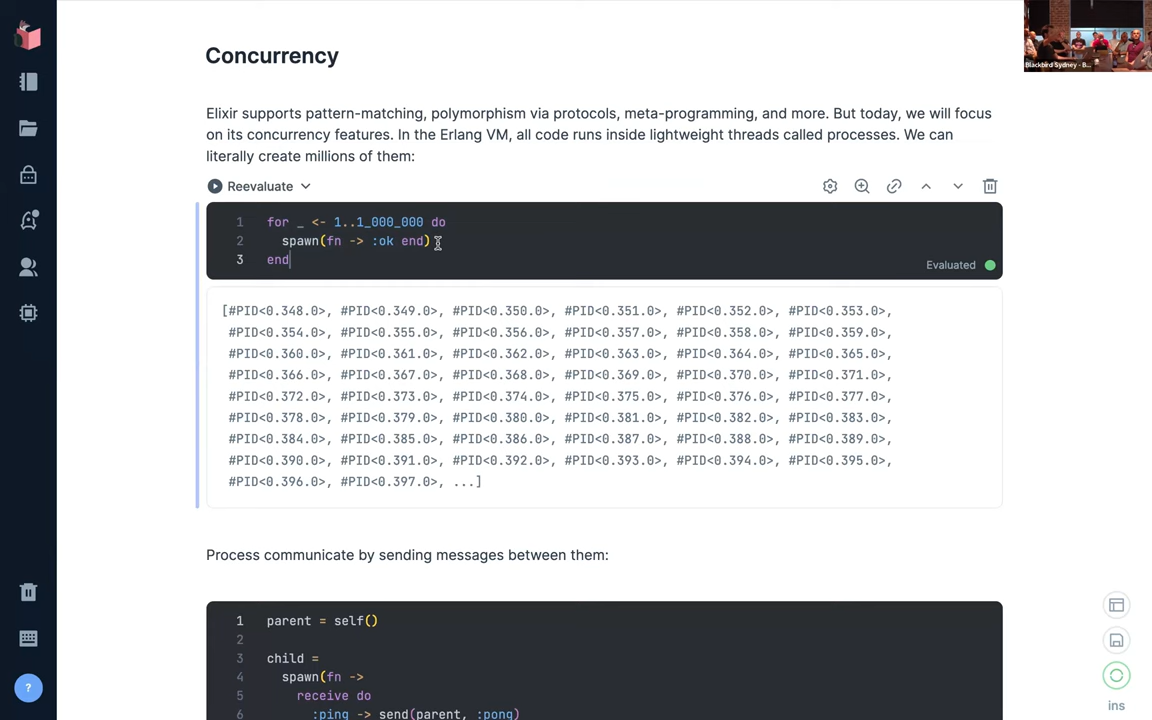 Blackbird Sydney - B...
Concurrency
Elixir supports pattern-matching, polymorphism via protocols, meta-programming, and more. But today, we will focus
on its concurrency features. In the Erlang VM, all code runs inside lightweight threads called processes. We can
literally create millions of them:
Reevaluate
1 for _ <- 1..1_000_000 do
2 spawn(fn -> :ok end)
3 end
Evaluated
[#PID<0.348.0>, #PID<0.349.0>, #PID<0.350.0>, #PID<0.351.0>, #PID<0.352.0>, #PID<0.353.0>,
#PID<0.354.0>, #PID<0.355.0>, #PID<0.356.0>, #PID<0.357.0>, #PID<0.358.0>, #PID<0.359.0>,
#PID<0.360.0>, #PID<0.361.0>, #PID<0.362.0>, #PID<0.363.0>, #PID<0.364.0>, #PID<0.365.0>,
#PID<0.366.0>, #PID<0.367.0>, #PID<0.368.0>, #PID<0.369.0>, #PID<0.370.0>, #PID<0.371.0>,
#PID<0.372.0>, #PID<0.373.0>, #PID<0.374.0>, #PID<0.375.0>, #PID<0.376.0>, #PID<0.377.0>,
#PID<0.378.0>, #PID<0.379.0>, #PID<0.380.0>, #PID<0.381.0>, #PID<0.382.0>, #PID<0.383.0>,
#PID<0.384.0>, #PID<0.385.0>, #PID<0.386.0>, #PID<0.387.0>, #PID<0.388.0>, #PID<0.389.0>,
#PID<0.390.0>, #PID<0.391.0>, #PID<0.392.0>, #PID<0.393.0>, #PID<0.394.0>, #PID<0.395.0>,
#PID<0.396.0>, #PID<0.397.0>, ...]
Process communicate by sending messages between them:
1 parent = self()
2
3 child =
4 spawn(fn ->
5 receive do
6 :ping -> send(parent, :pong)
?
ins